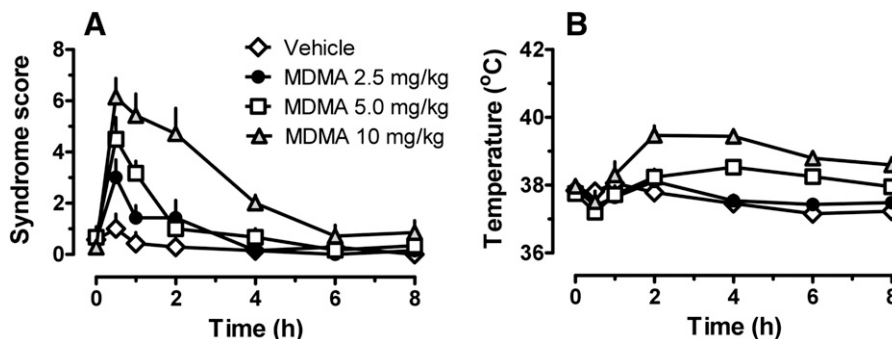 A
Syndrome score
8
6
4
2
0
Vehicle
MDMA 2.5 mg/kg
MDMA 5.0 mg/kg
MDMA 10 mg/kg
0 2 4 6 8
Time (h)
B
Temperature (°C)
42
40
38
36
0 2 4 6 8
Time (h)